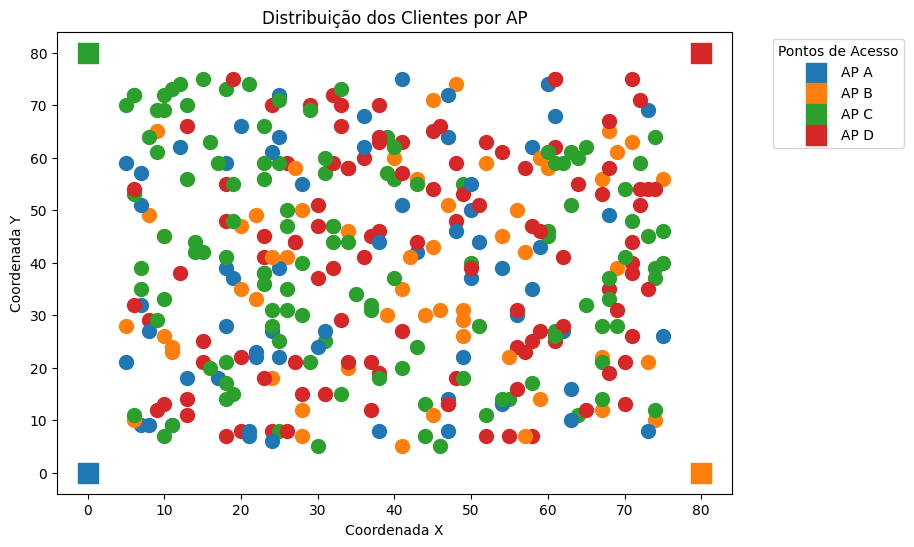 Distribuição dos Clientes por AP
Coordenada Y
80
70
60
50
40
30
20
10
0
0 10 20 30 40 50 60 70 80
Coordenada X
Pontos de Acesso
AP A
AP B
AP C
AP D